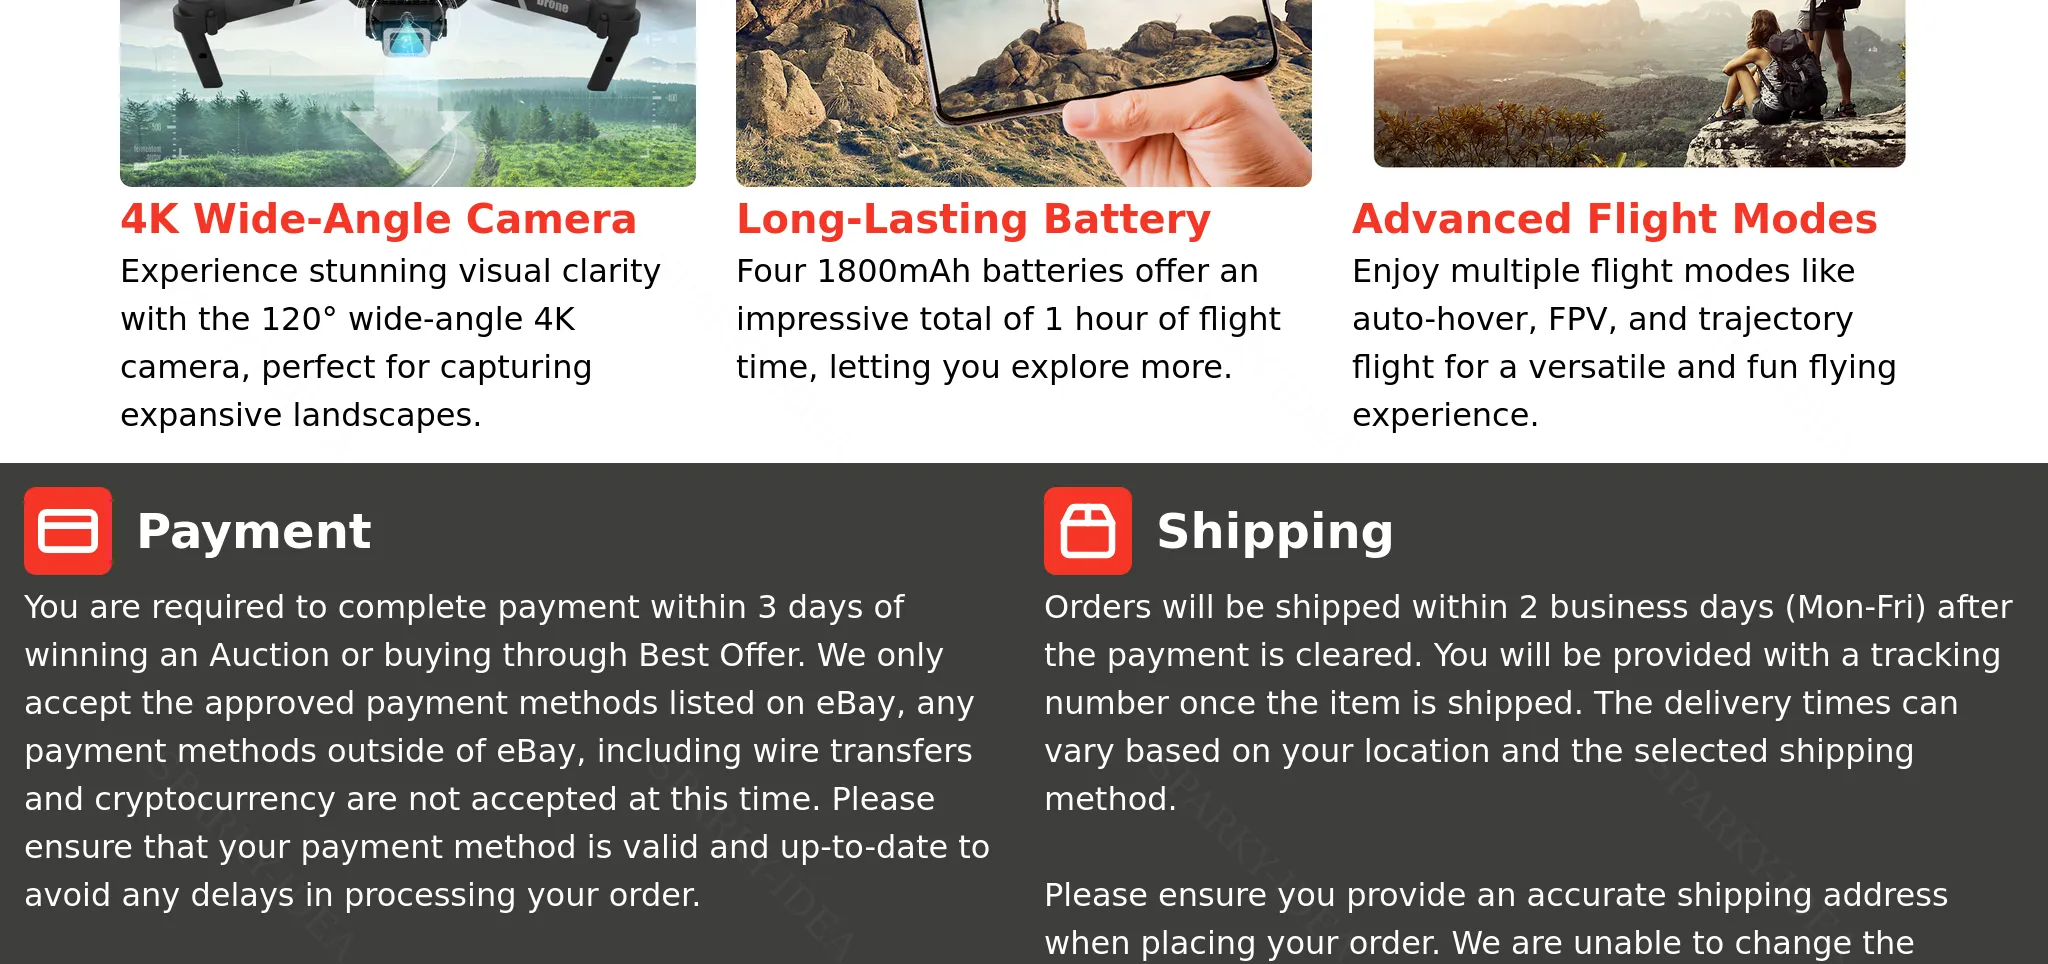 Drone
4K Wide-Angle Camera
Experience stunning visual clarity
with the 120° wide-angle 4K
camera, perfect for capturing
expansive landscapes.
Long-Lasting Battery
Four 1800mAh batteries offer an
impressive total of 1 hour of flight
time, letting you explore more.
Advanced Flight Modes
Enjoy multiple flight modes like
auto-hover, FPV, and trajectory
flight for a versatile and fun flying
experience.
Payment
You are required to complete payment within 3 days of
winning an Auction or buying through Best Offer. We only
accept the approved payment methods listed on eBay, any
payment methods outside of eBay, including wire transfers
and cryptocurrency are not accepted at this time. Please
ensure that your payment method is valid and up-to-date to
avoid any delays in processing your order.
Shipping
Orders will be shipped within 2 business days (Mon-Fri) after
the payment is cleared. You will be provided with a tracking
number once the item is shipped. The delivery times can
vary based on your location and the selected shipping
method.
Please ensure you provide an accurate shipping address
when placing your order. We are unable to change the
SPARKY-IDEA
SPARKY-IDEA
SPARKY-IDEA
SPARKY-IDEA